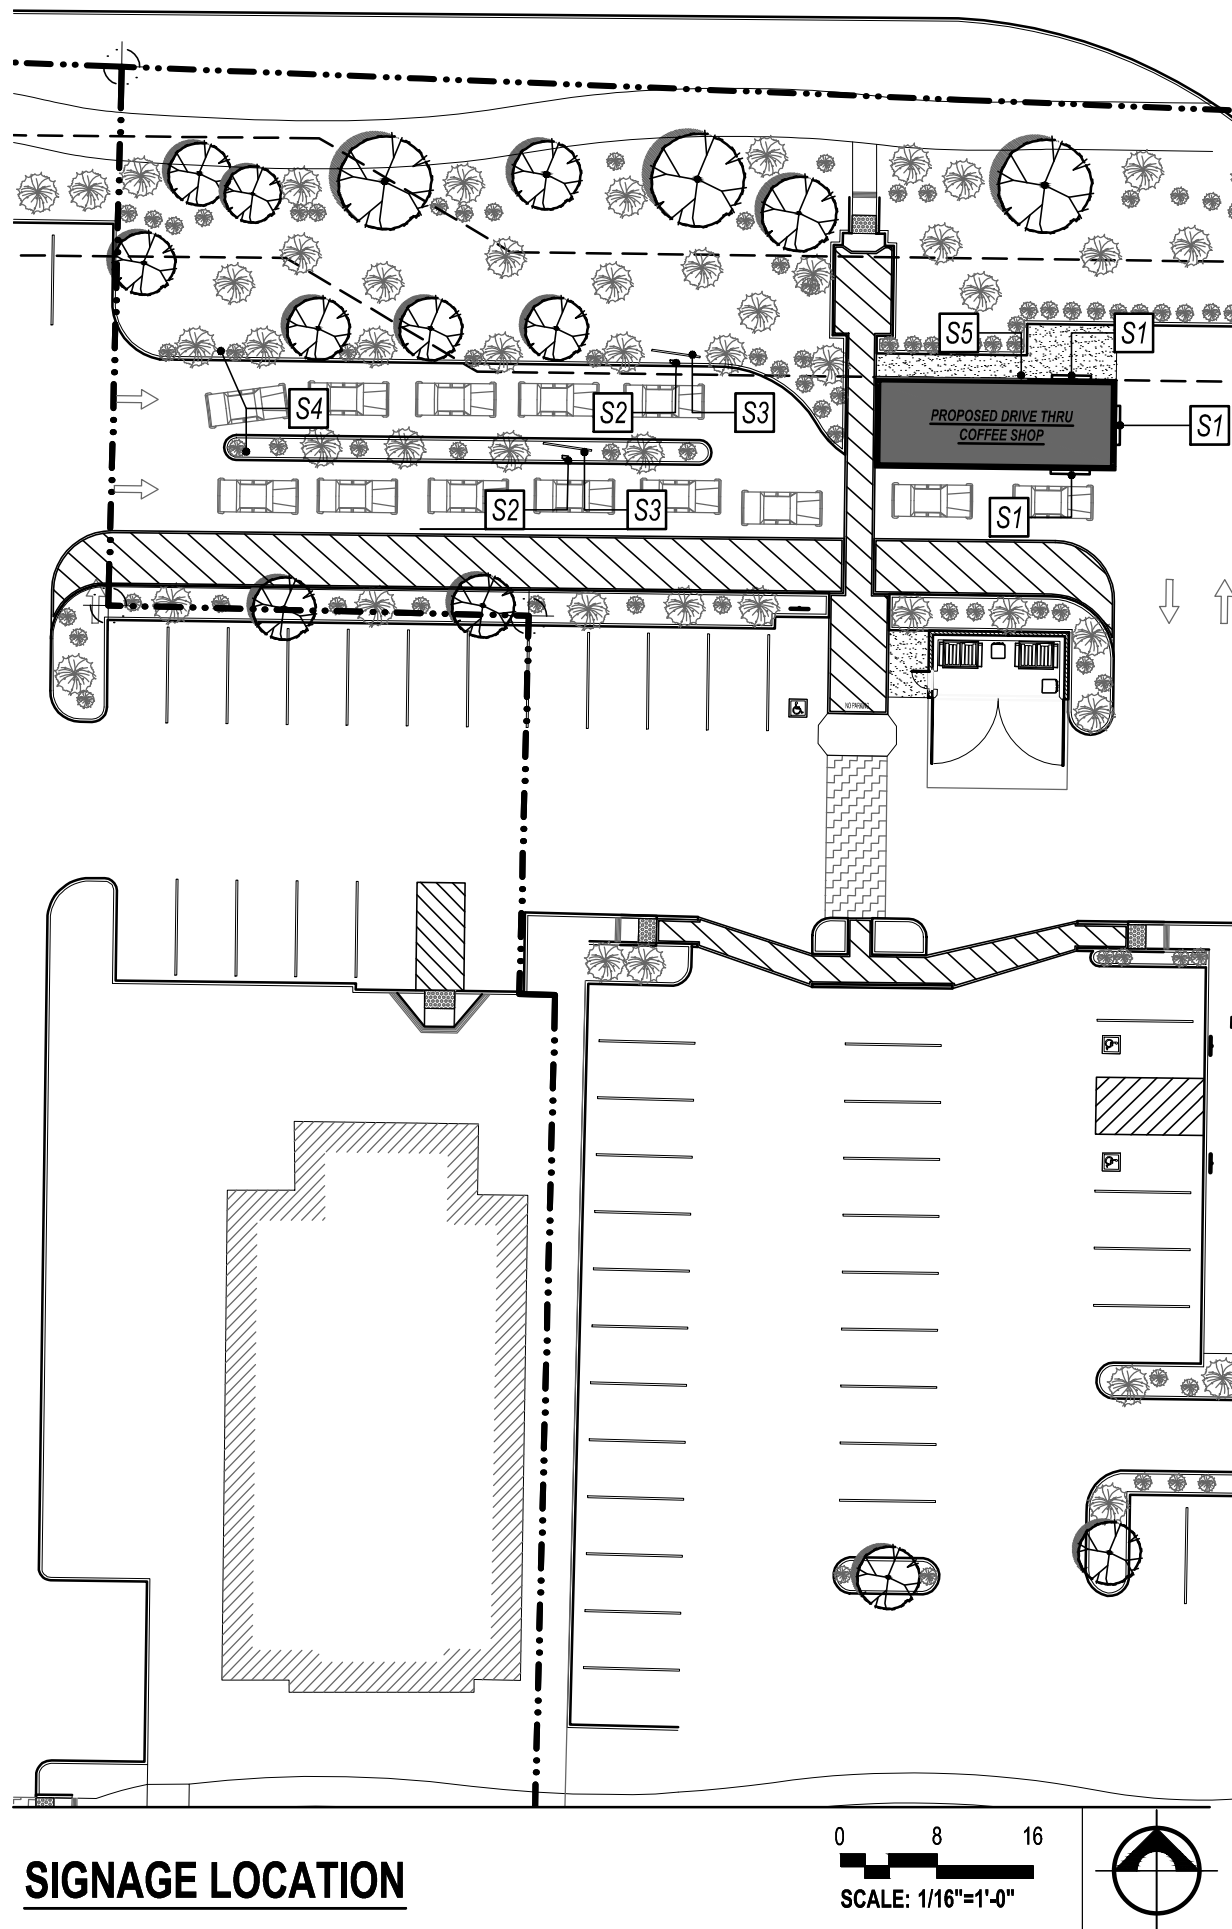 S5
S1
S4
S2
S3
PROPOSED DRIVE THRU
COFFEE SHOP
S1
S2
S3
S1
NO PARKING
0 8 16
SIGNAGE LOCATION
SCALE: 1/16"=1'-0"